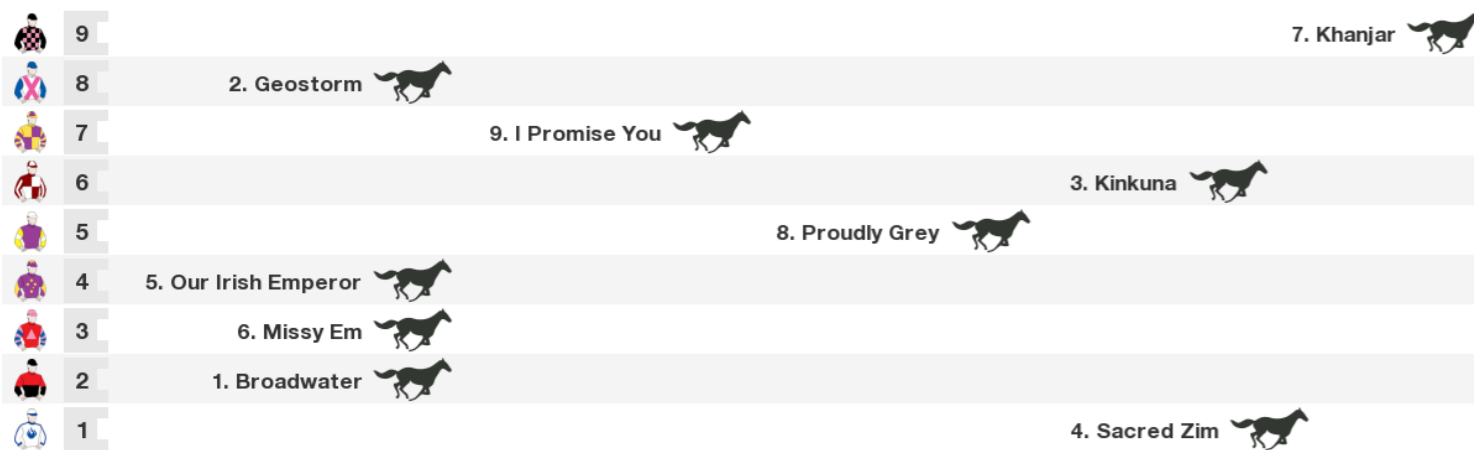 9 7. Khanjar
8 2. Geostorm
7 9. I Promise You
6 3. Kinkuna
5 8. Proudly Grey
4 5. Our Irish Emperor
3 6. Missy Em
2 1. Broadwater
1 4. Sacred Zim